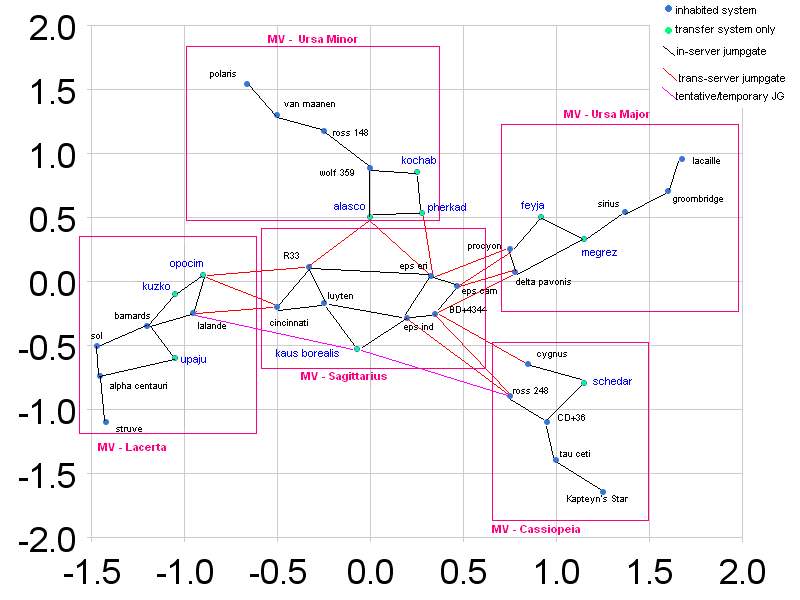 inhabited system
transfer system only
in-server jumpgate
trans-server jumpgate
tentative/temporary JG
MV - Ursa Minor
polaris
van maanen
ross 148
wolf 359
kochab
alasco
pherkad
MV - Ursa Major
lacaille
groombridge
sirius
feyja
megrez
procyon
delta pavonis
opocim
kuzko
barnards
lalande
sol
upaju
alpha centauri
struve
MV - Lacerta
R33
eps eri
eps cam
luyten
BD+4344
cincinnati
eps ind
kaus borealis
MV - Sagittarius
cygnus
schedar
ross 248
CD+36
tau ceti
Kapteyn's Star
MV - Cassiopeia
2.0
1.5
1.0
0.5
0.0
-0.5
-1.0
-1.5
-2.0
-1.5
-1.0
-0.5
0.0
0.5
1.0
1.5
2.0